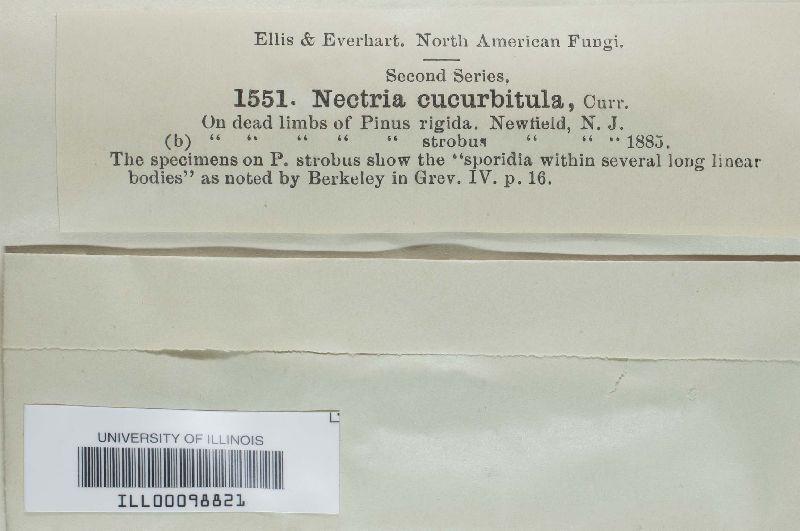 Ellis & Everhart. North American Fungi.
Second Series,
1551. Nectria cucurbitula, Curr.
On dead limbs of Pinus rigida. Newfield, N. J.
(b) “ “ “ “ “ strobus “ “ “ 1885.
The specimens on P. strobus show the “sporidia within several long linear
bodies” as noted by Berkeley in Grev. IV. p. 16.
UNIVERSITY OF ILLINOIS
ILL00098821